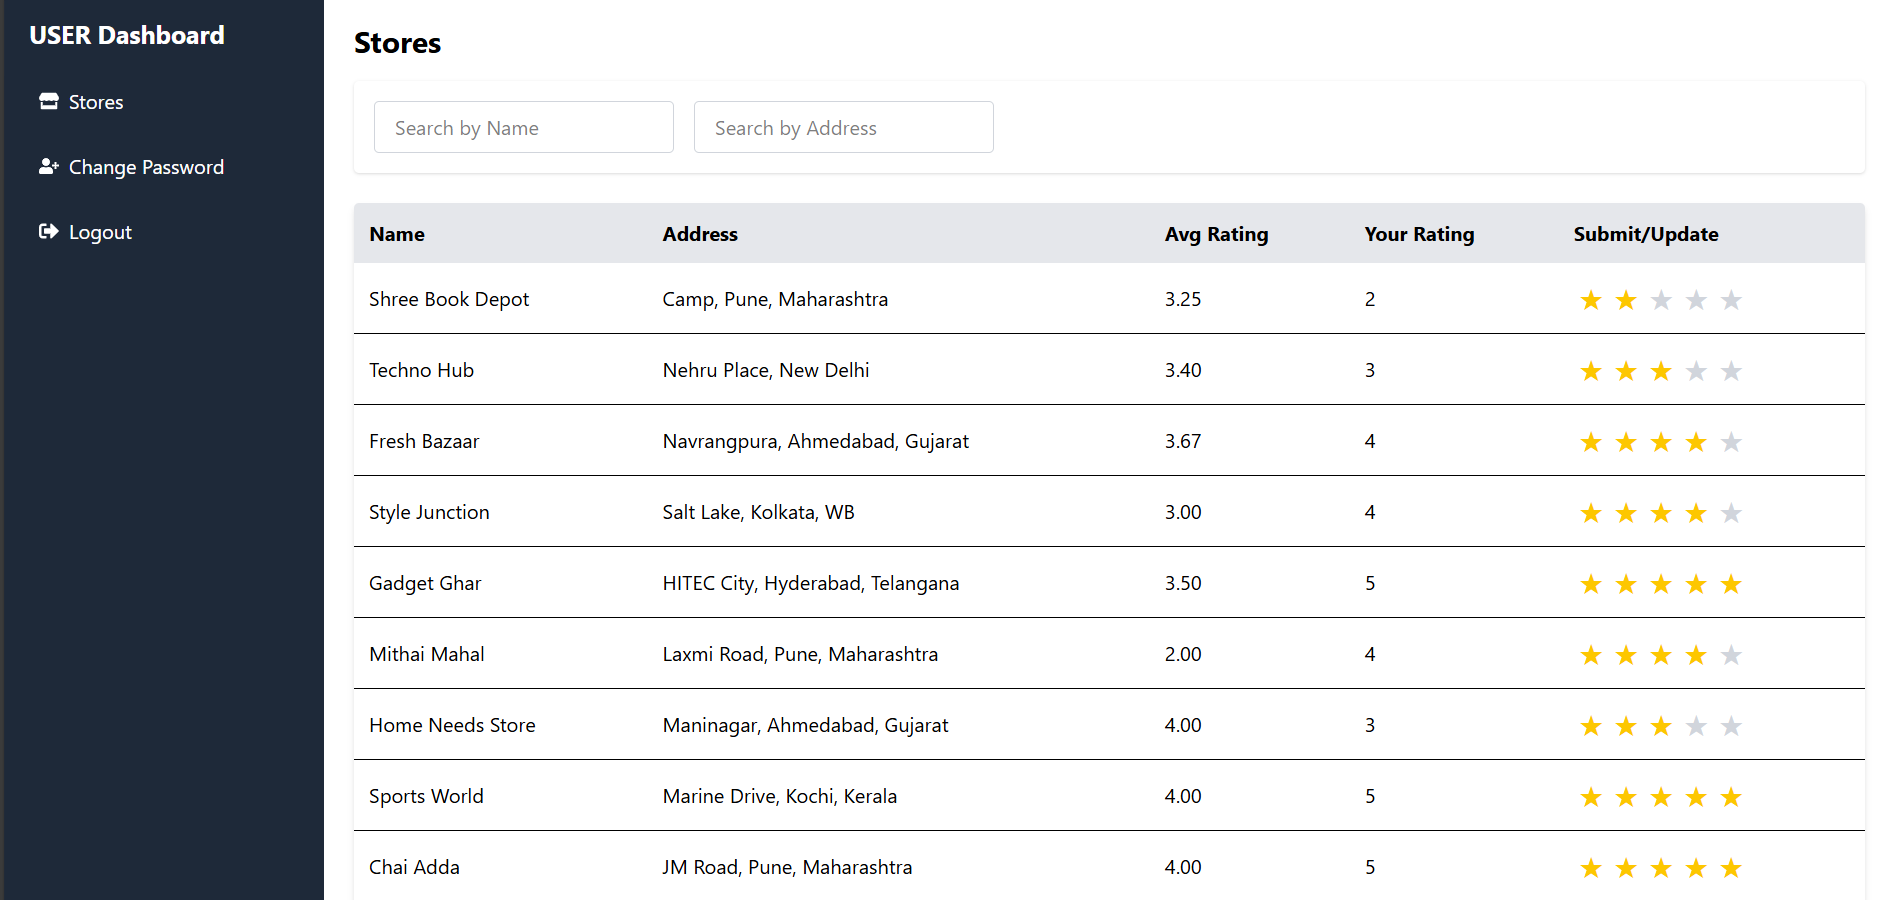 USER Dashboard
Stores
Change Password
Logout
Stores
Search by Name Search by Address
Name Address Avg Rating Your Rating Submit/Update
Shree Book Depot Camp, Pune, Maharashtra 3.25 2
Techno Hub Nehru Place, New Delhi 3.40 3
Fresh Bazaar Navrangpura, Ahmedabad, Gujarat 3.67 4
Style Junction Salt Lake, Kolkata, WB 3.00 4
Gadget Ghar HITEC City, Hyderabad, Telangana 3.50 5
Mithai Mahal Laxmi Road, Pune, Maharashtra 2.00 4
Home Needs Store Maninagar, Ahmedabad, Gujarat 4.00 3
Sports World Marine Drive, Kochi, Kerala 4.00 5
Chai Adda JM Road, Pune, Maharashtra 4.00 5